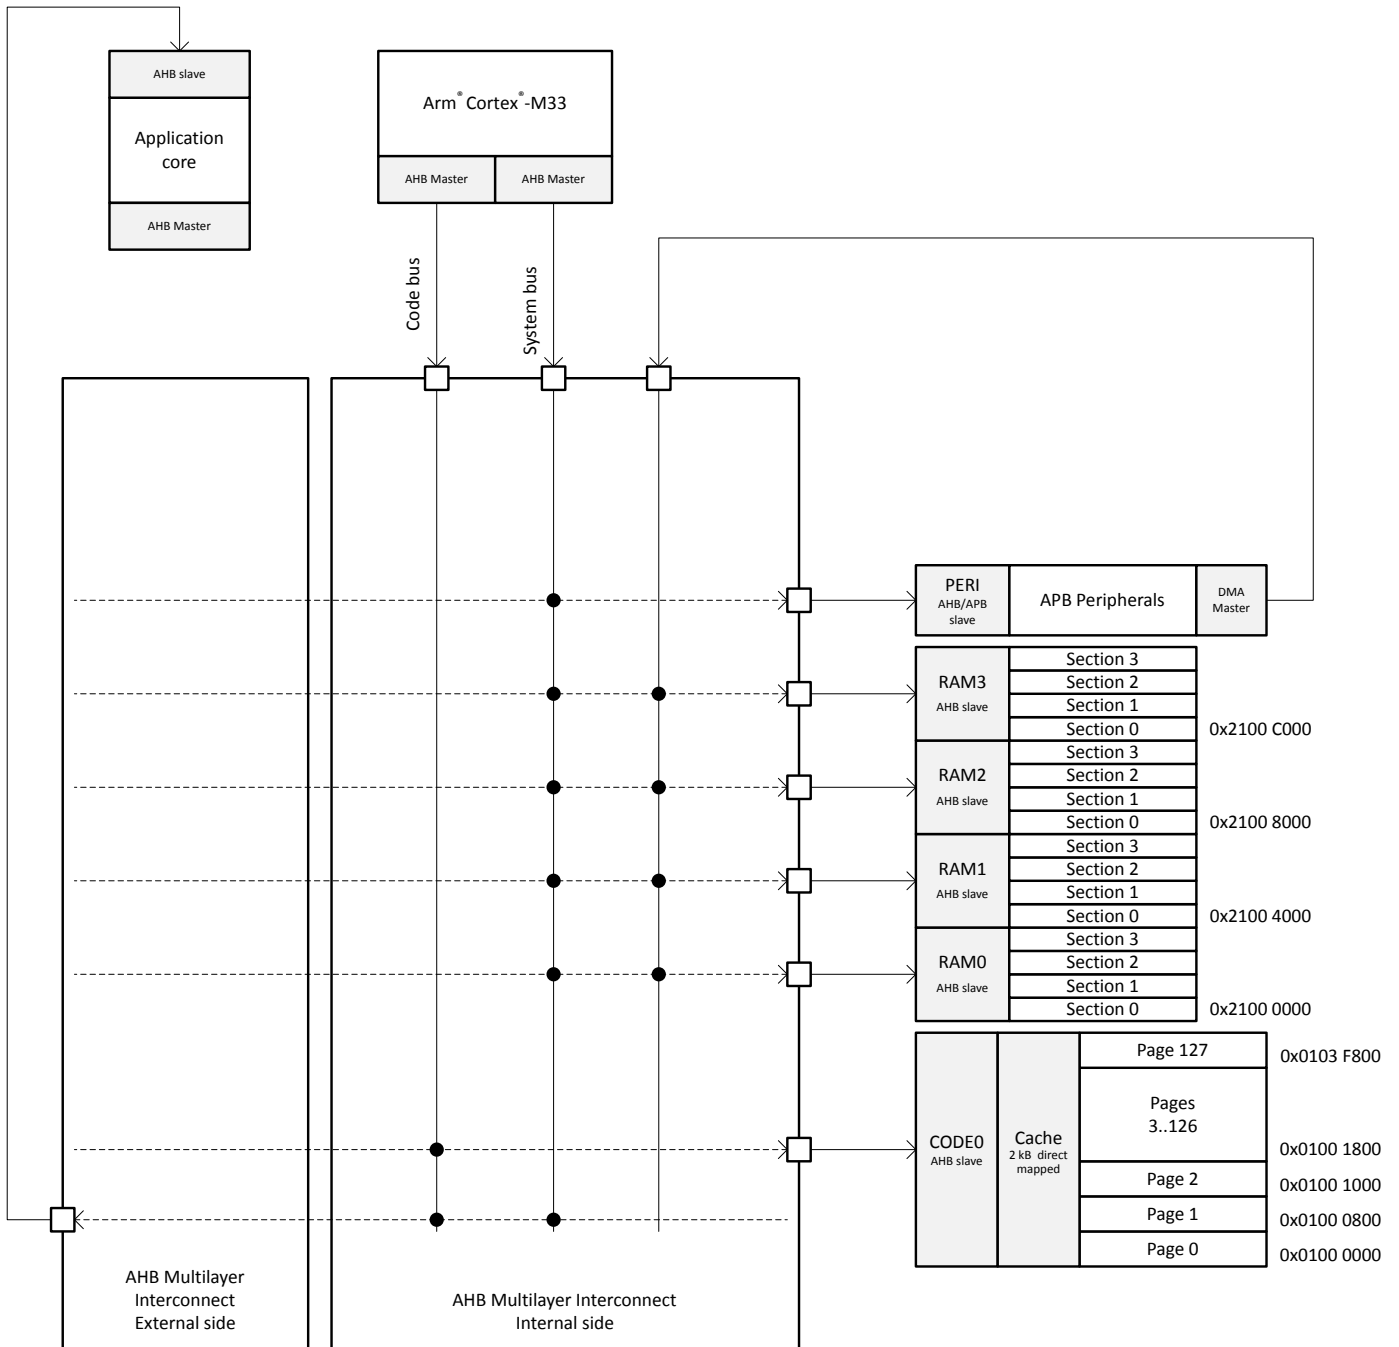 AHB slave
Application
core
AHB Master
Arm® Cortex®-M33
AHB Master
AHB Master
Code bus
System bus
PERI
AHB/APB
slave
APB Peripherals
DMA
Master
RAM3
AHB slave
Section 3
Section 2
Section 1
Section 0
0x2100 C000
RAM2
AHB slave
Section 3
Section 2
Section 1
Section 0
0x2100 8000
RAM1
AHB slave
Section 3
Section 2
Section 1
Section 0
0x2100 4000
RAM0
AHB slave
Section 3
Section 2
Section 1
Section 0
0x2100 0000
CODE0
AHB slave
Cache
2 kB direct
mapped
Page 127
0x0103 F800
Pages
3..126
0x0100 1800
Page 2
0x0100 1000
Page 1
0x0100 0800
Page 0
0x0100 0000
AHB Multilayer
Interconnect
External side
AHB Multilayer Interconnect
Internal side